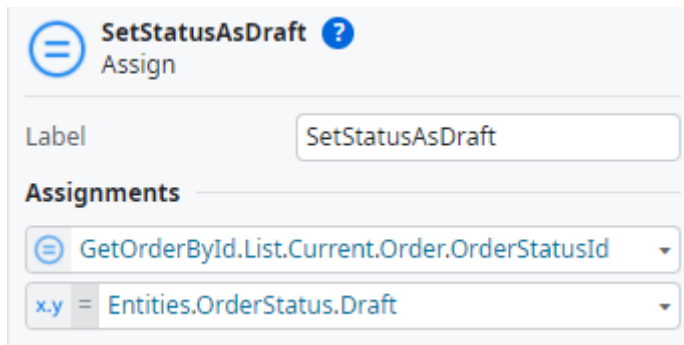 SetStatusAsDraft ?
Assign
Label SetStatusAsDraft
Assignments
GetOrderById.List.Current.Order.OrderStatusId
x.y = Entities.OrderStatus.Draft